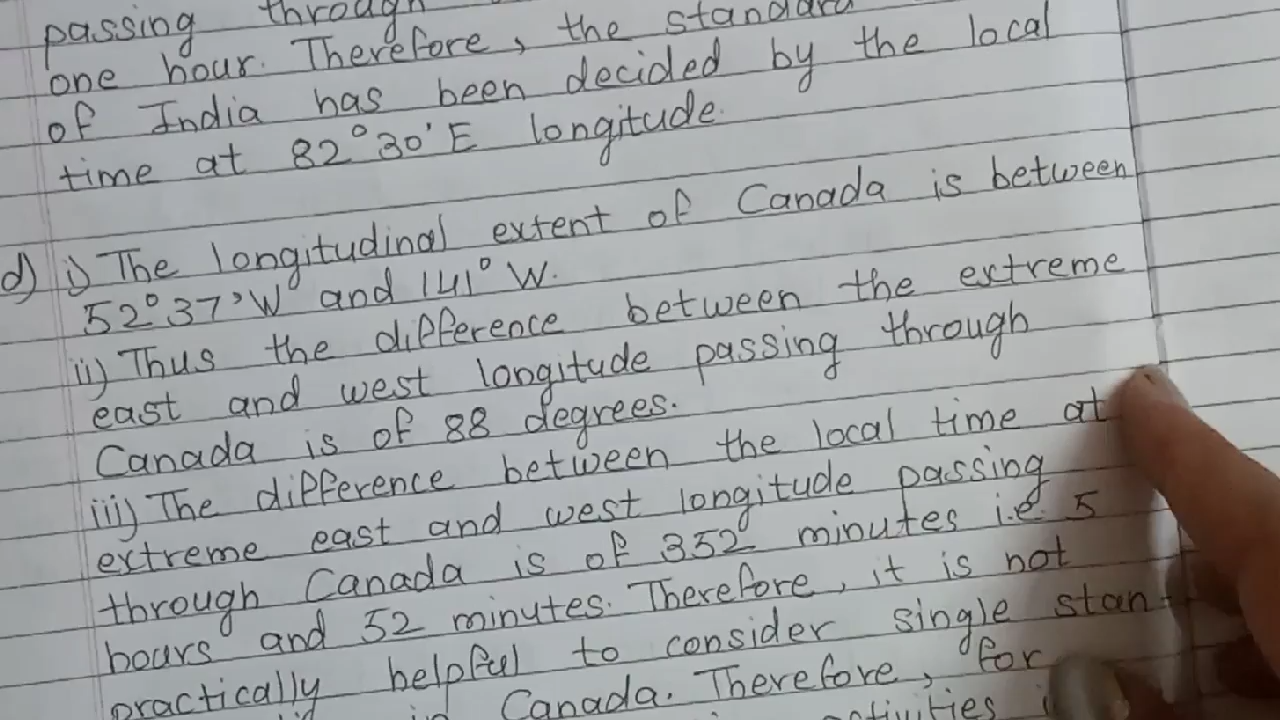 passing through
one hour. Therefore, the standard
of India has been decided by the local
time at 82°30'E longitude.
d) i) The longitudinal extent of Canada is between
52°37'W and 141° W.
ii) Thus the difference between the extreme
east and west longitude passing through
Canada is of 88 degrees.
iii) The difference between the local time at
extreme east and west longitude passing
through Canada is of 352 minutes i.e. 5
hours and 52 minutes. Therefore, it is not
practically helpful to consider single stan-
Canada. Therefore, for
activities